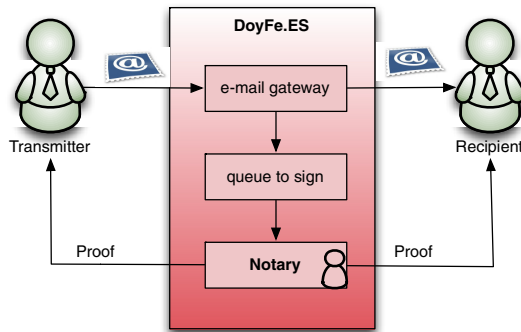 DoyFe.ES
@
@
e-mail gateway
Transmitter
Recipient
queue to sign
Proof
Notary
Proof